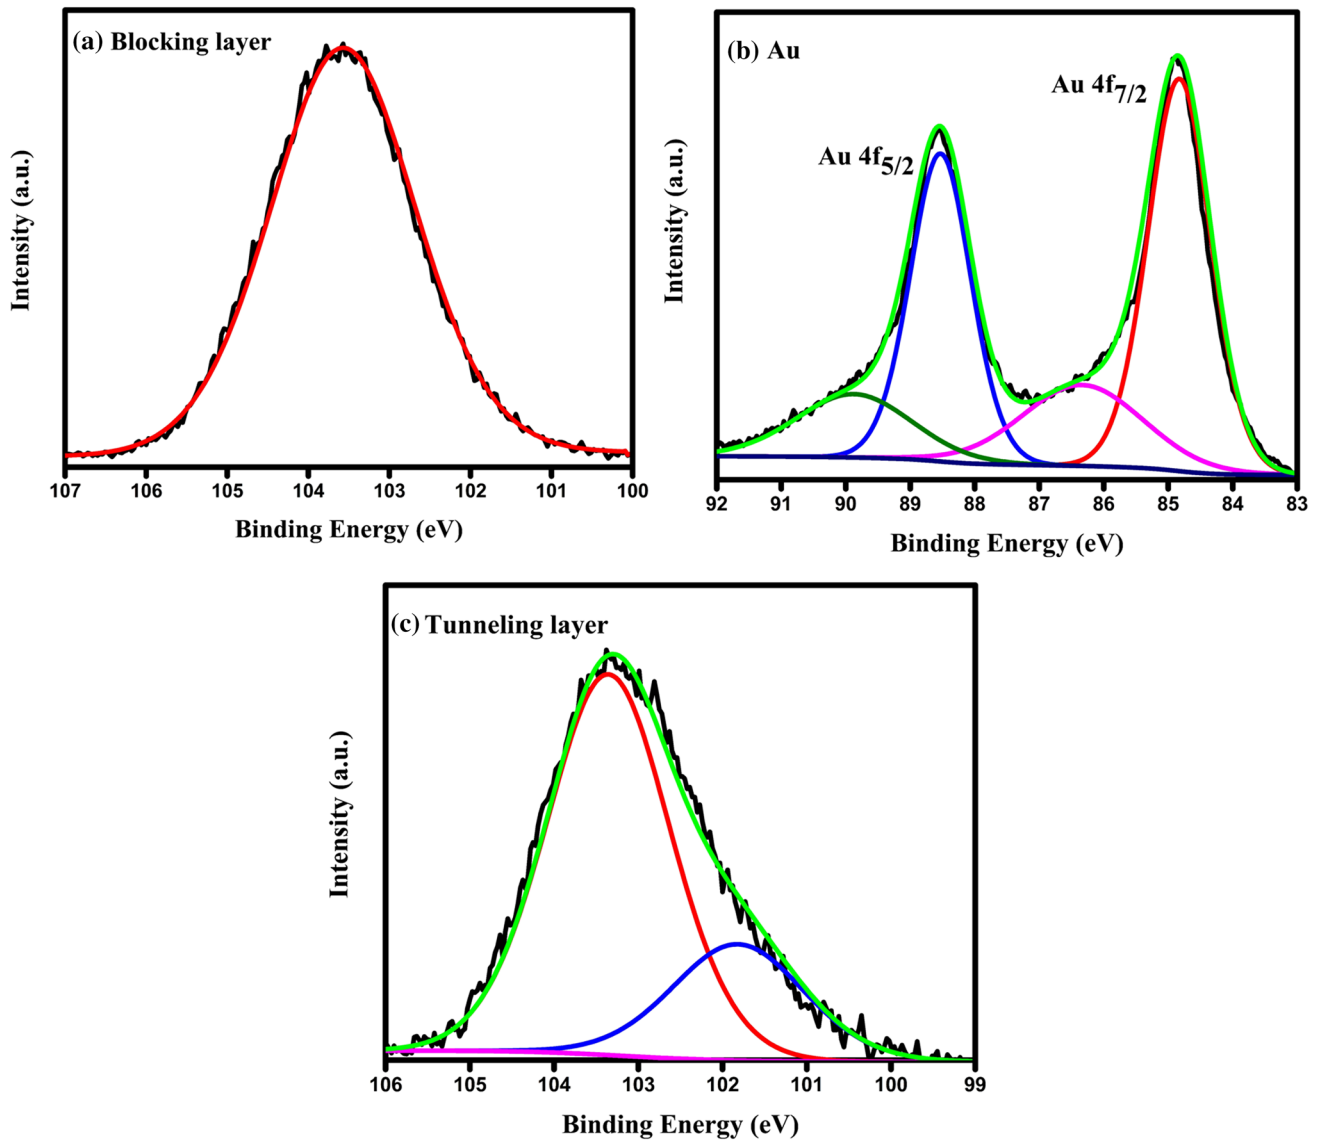 (a) Blocking layer
Intensity (a.u.)
107 106 105 104 103 102 101 100
Binding Energy (eV)
(b) Au
Au 4f7/2
Au 4f5/2
Intensity (a.u.)
92 91 90 89 88 87 86 85 84 83
Binding Energy (eV)
(c) Tunneling layer
Intensity (a.u.)
106 105 104 103 102 101 100 99
Binding Energy (eV)